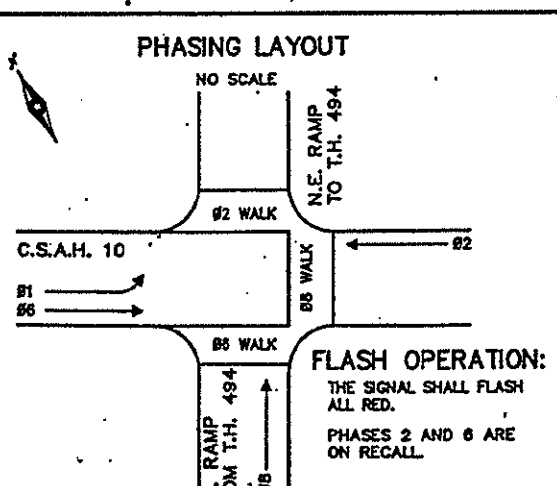 PHASING LAYOUT
NO SCALE
N.E. RAMP
TO T.H. 494
Ø2 WALK
C.S.A.H. 10
Ø2
Ø1
Ø6
Ø8 WALK
Ø6 WALK
FLASH OPERATION:
THE SIGNAL SHALL FLASH
ALL RED.
PHASES 2 AND 6 ARE
ON RECALL.
RAMP
T.H. 494